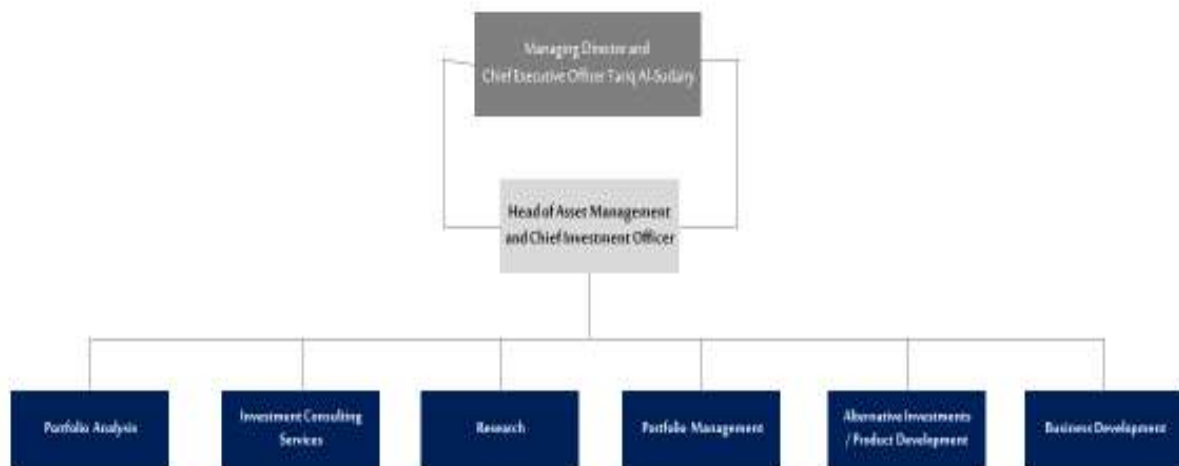 Managing Director and
Chief Executive Officer Tariq Al-Sudairy
Head of Asset Management
and Chief Investment Officer
Portfolio Analysis
Investment Consulting
Services
Research
Portfolio Management
Alternative Investments
/ Product Development
Business Development